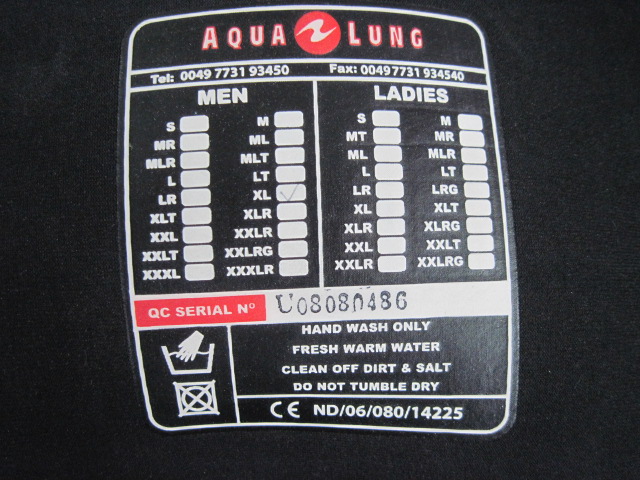 AQUA LUNG
Tel: 0049 7731 93450 Fax: 0049 7731 934540
MEN
S M
MR ML
MLR MLT
L LT
LR XL
XLT XLR
XXL XXLR
XXLT XXLRG
XXXL XXXLR
LADIES
S M
MT MR
ML MLR
L LT
LR LRG
XL XLT
XLR XLRG
XXL XXLT
XXLR XXLRG
QC SERIAL Nº U08080486
HAND WASH ONLY
FRESH WARM WATER
CLEAN OFF DIRT & SALT
DO NOT TUMBLE DRY
CE ND/06/080/14225